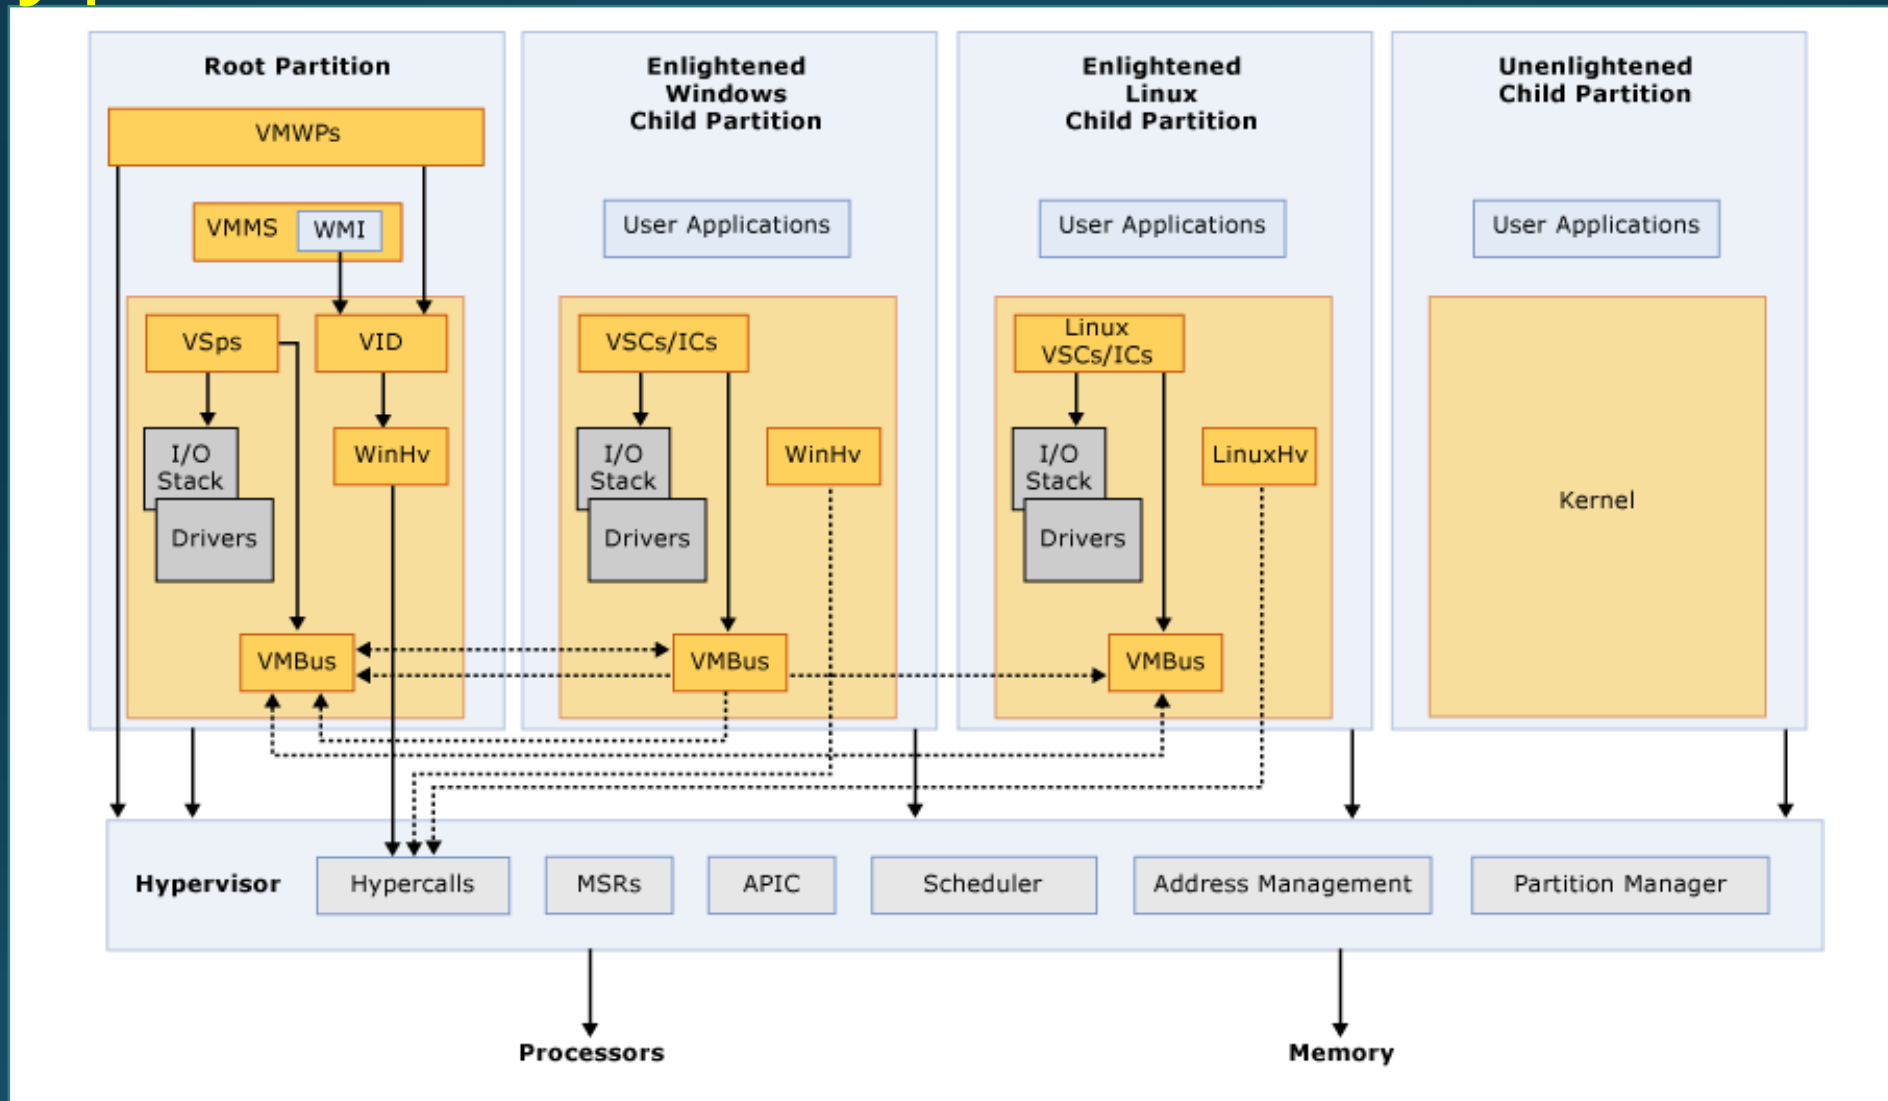 Root Partition
VMWPs
VMMS
WMI
VSps
VID
I/O
Stack
WinHv
Drivers
VMBus
Enlightened
Windows
Child Partition
User Applications
VSCs/ICs
I/O
Stack
WinHv
Drivers
VMBus
Enlightened
Linux
Child Partition
User Applications
Linux
VSCs/ICs
I/O
Stack
LinuxHv
Drivers
VMBus
Unenlightened
Child Partition
User Applications
Kernel
Hypervisor
Hypercalls
MSRs
APIC
Scheduler
Address Management
Partition Manager
Processors
Memory